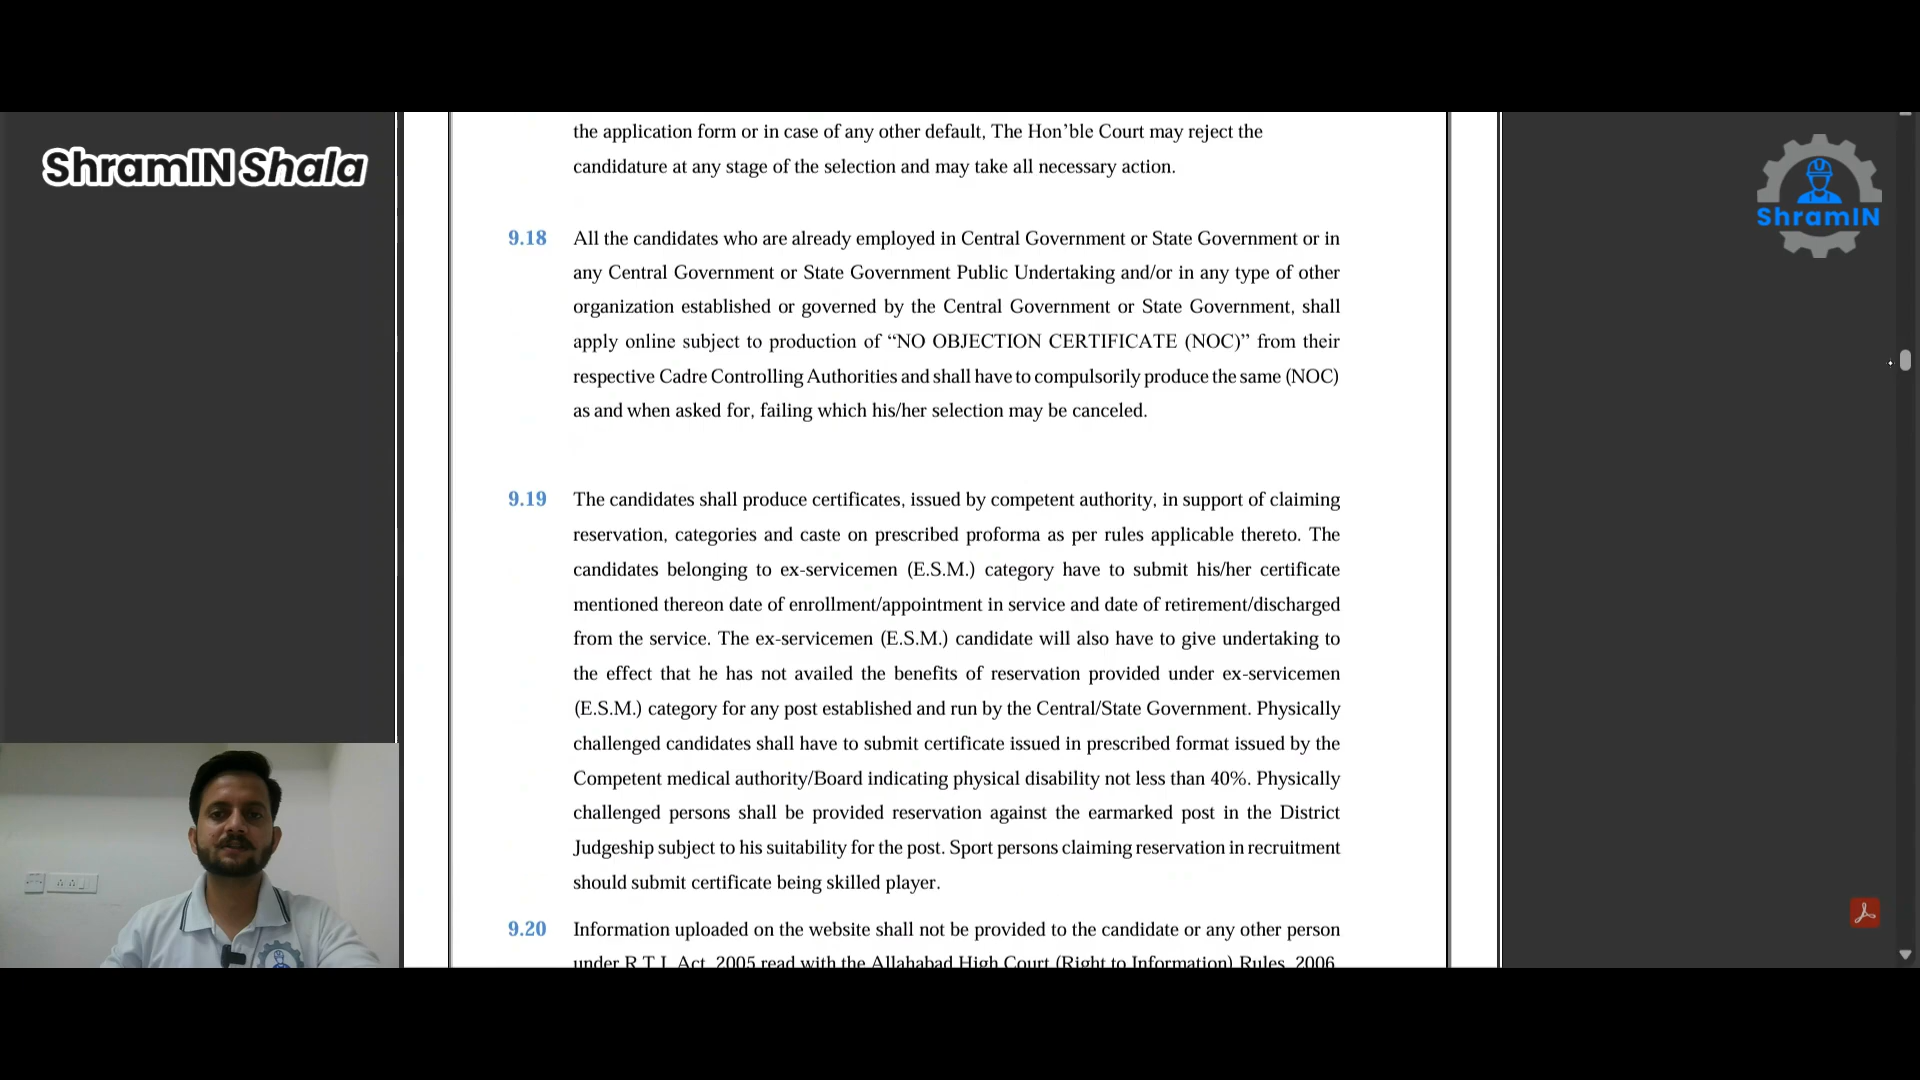 ShramIN Shala
ShramIN
the application form or in case of any other default, The Hon’ble Court may reject the
candidature at any stage of the selection and may take all necessary action.
9.18 All the candidates who are already employed in Central Government or State Government or in
any Central Government or State Government Public Undertaking and/or in any type of other
organization established or governed by the Central Government or State Government, shall
apply online subject to production of “NO OBJECTION CERTIFICATE (NOC)” from their
respective Cadre Controlling Authorities and shall have to compulsorily produce the same (NOC)
as and when asked for, failing which his/her selection may be canceled.
9.19 The candidates shall produce certificates, issued by competent authority, in support of claiming
reservation, categories and caste on prescribed proforma as per rules applicable thereto. The
candidates belonging to ex-servicemen (E.S.M.) category have to submit his/her certificate
mentioned thereon date of enrollment/appointment in service and date of retirement/discharged
from the service. The ex-servicemen (E.S.M.) candidate will also have to give undertaking to
the effect that he has not availed the benefits of reservation provided under ex-servicemen
(E.S.M.) category for any post established and run by the Central/State Government. Physically
challenged candidates shall have to submit certificate issued in prescribed format issued by the
Competent medical authority/Board indicating physical disability not less than 40%. Physically
challenged persons shall be provided reservation against the earmarked post in the District
Judgeship subject to his suitability for the post. Sport persons claiming reservation in recruitment
should submit certificate being skilled player.
9.20 Information uploaded on the website shall not be provided to the candidate or any other person
under R.T.I. Act, 2005 read with the Allahabad High Court (Right to Information) Rules, 2006.